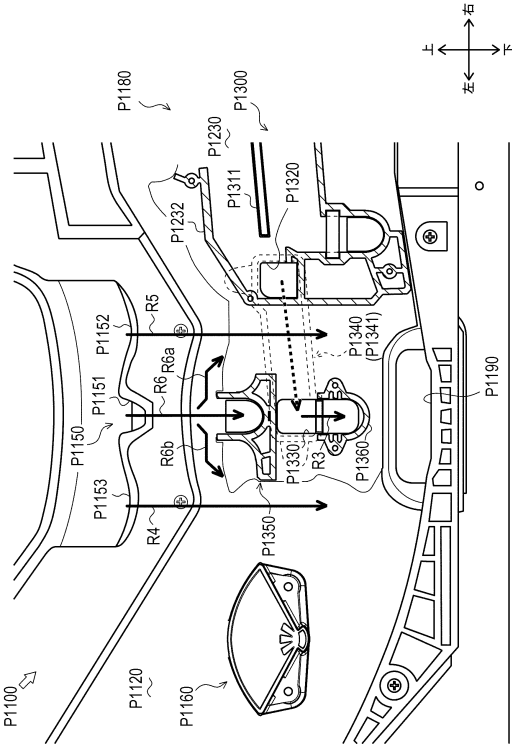 P1100
P1120
P1160
P1153
R4
P1150
P1151
R6b
R6
R6a
P1152
R5
P1350
P1330
R3
P1360
P1340
(P1341)
P1190
P1232
P1311
P1320
P1230
P1300
P1180
上
下
左
右